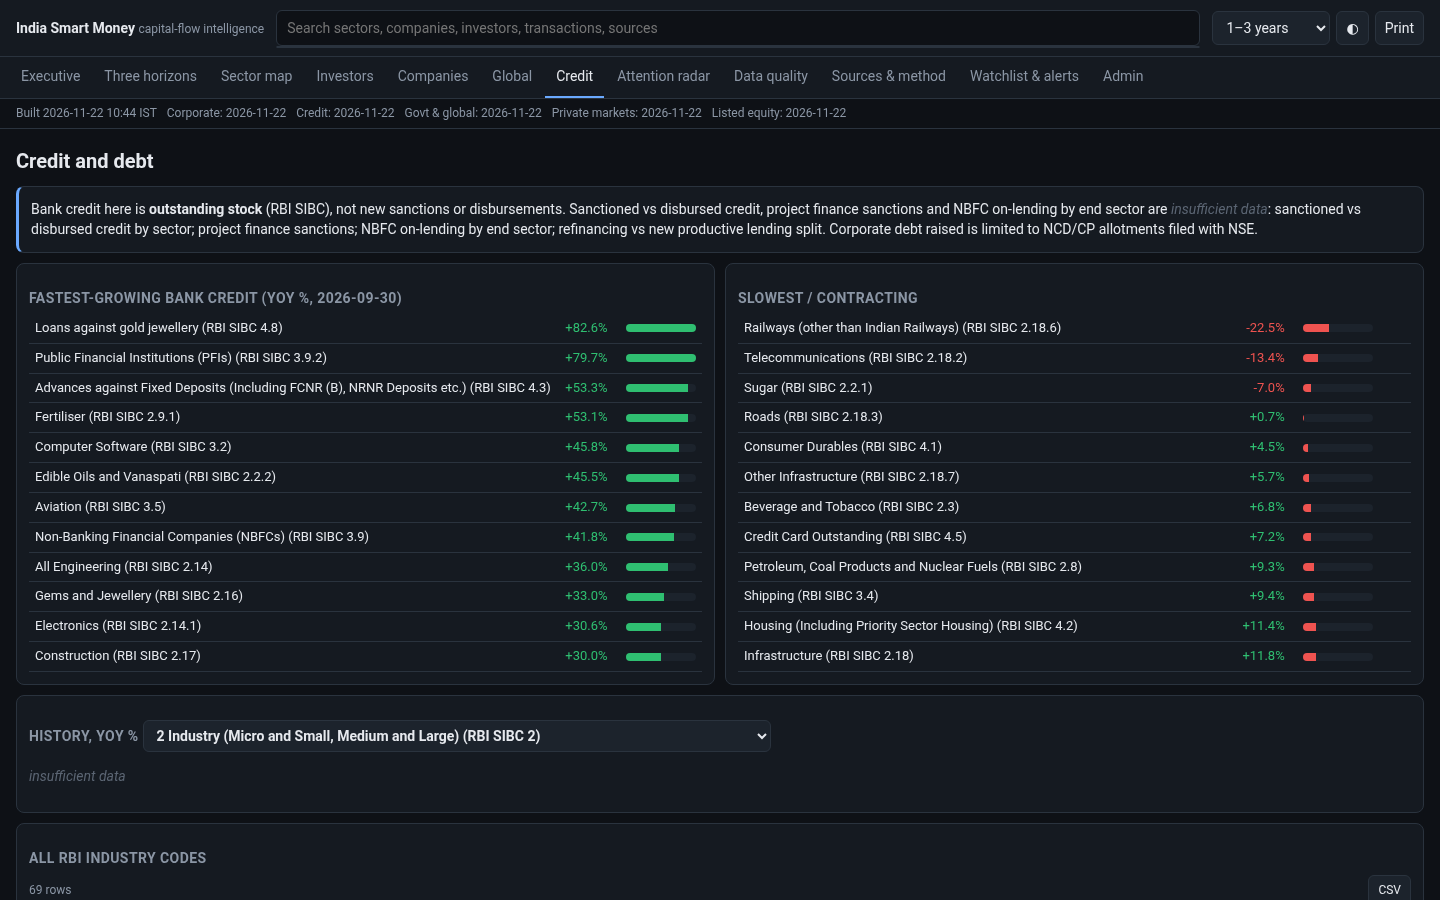 India Smart Money capital-flow intelligence
Search sectors, companies, investors, transactions, sources
1–3 years
Print
Executive Three horizons Sector map Investors Companies Global Credit Attention radar Data quality Sources & method Watchlist & alerts Admin
Built 2026-11-22 10:44 IST Corporate: 2026-11-22 Credit: 2026-11-22 Govt & global: 2026-11-22 Private markets: 2026-11-22 Listed equity: 2026-11-22
Credit and debt
Bank credit here is outstanding stock (RBI SIBC), not new sanctions or disbursements. Sanctioned vs disbursed credit, project finance sanctions and NBFC on-lending by end sector are insufficient data: sanctioned vs
disbursed credit by sector; project finance sanctions; NBFC on-lending by end sector; refinancing vs new productive lending split. Corporate debt raised is limited to NCD/CP allotments filed with NSE.
FASTEST-GROWING BANK CREDIT (YOY %, 2026-09-30)
Loans against gold jewellery (RBI SIBC 4.8) +82.6%
Public Financial Institutions (PFIs) (RBI SIBC 3.9.2) +79.7%
Advances against Fixed Deposits (Including FCNR (B), NRNR Deposits etc.) (RBI SIBC 4.3) +53.3%
Fertiliser (RBI SIBC 2.9.1) +53.1%
Computer Software (RBI SIBC 3.2) +45.8%
Edible Oils and Vanaspati (RBI SIBC 2.2.2) +45.5%
Aviation (RBI SIBC 3.5) +42.7%
Non-Banking Financial Companies (NBFCs) (RBI SIBC 3.9) +41.8%
All Engineering (RBI SIBC 2.14) +36.0%
Gems and Jewellery (RBI SIBC 2.16) +33.0%
Electronics (RBI SIBC 2.14.1) +30.6%
Construction (RBI SIBC 2.17) +30.0%
SLOWEST / CONTRACTING
Railways (other than Indian Railways) (RBI SIBC 2.18.6) -22.5%
Telecommunications (RBI SIBC 2.18.2) -13.4%
Sugar (RBI SIBC 2.2.1) -7.0%
Roads (RBI SIBC 2.18.3) +0.7%
Consumer Durables (RBI SIBC 4.1) +4.5%
Other Infrastructure (RBI SIBC 2.18.7) +5.7%
Beverage and Tobacco (RBI SIBC 2.3) +6.8%
Credit Card Outstanding (RBI SIBC 4.5) +7.2%
Petroleum, Coal Products and Nuclear Fuels (RBI SIBC 2.8) +9.3%
Shipping (RBI SIBC 3.4) +9.4%
Housing (Including Priority Sector Housing) (RBI SIBC 4.2) +11.4%
Infrastructure (RBI SIBC 2.18) +11.8%
HISTORY, YOY % 2 Industry (Micro and Small, Medium and Large) (RBI SIBC 2)
insufficient data
ALL RBI INDUSTRY CODES
69 rows
CSV